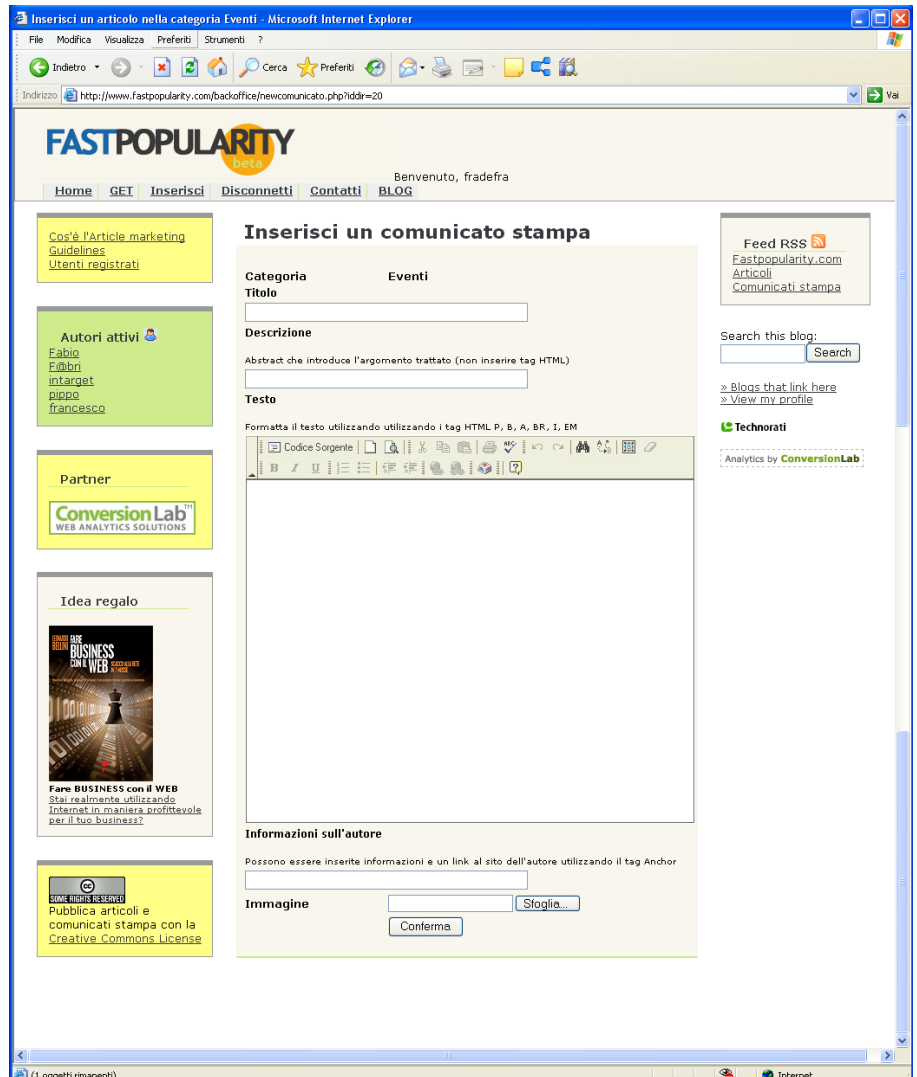 Inserisci un articolo nella categoria Eventi - Microsoft Internet Explorer
File Modifica Visualizza Preferiti Strumenti ?
Indietro Cerca Preferiti
Indirizzo http://www.fastpopularity.com/backoffice/newcomunicato.php?iddir=20 Vai
FASTPOPULARITY
beta
Benvenuto, fradefra
Home GET Inserisci Disconnetti Contatti BLOG
Cos'è l'Article marketing
Guidelines
Utenti registrati
Autori attivi
Fabio
F@bri
intarget
pippo
francesco
Partner
ConversionLab™
WEB ANALYTICS SOLUTIONS
Idea regalo
LEONARDO BELLINI
FARE
BUSINESS
CON IL WEB
SCACCO ALLA RETE
IN 7 MOSSE
Fare BUSINESS con il WEB
Stai realmente utilizzando
Internet in maniera profittevole
per il tuo business?
cc
SOME RIGHTS RESERVED
Pubblica articoli e
comunicati stampa con la
Creative Commons License
Inserisci un comunicato stampa
Categoria Eventi
Titolo
Descrizione
Abstract che introduce l'argomento trattato (non inserire tag HTML)
Testo
Formatta il testo utilizzando utilizzando i tag HTML P, B, A, BR, I, EM
Codice Sorgente
B I U
Informazioni sull'autore
Possono essere inserite informazioni e un link al sito dell'autore utilizzando il tag Anchor
Immagine Sfoglia...
Conferma
Feed RSS
Fastpopularity.com
Articoli
Comunicati stampa
Search this blog:
Search
» Blogs that link here
» View my profile
Technorati
Analytics by ConversionLab
(1 oggetti rimanenti) Internet